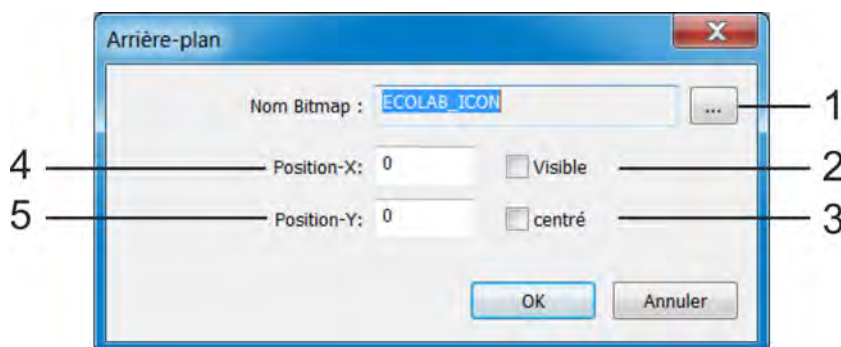 Arrière-plan
Nom Bitmap : ECOLAB_ICON ... 1
4 Position-X: 0 Visible 2
5 Position-Y: 0 centré 3
OK Annuler